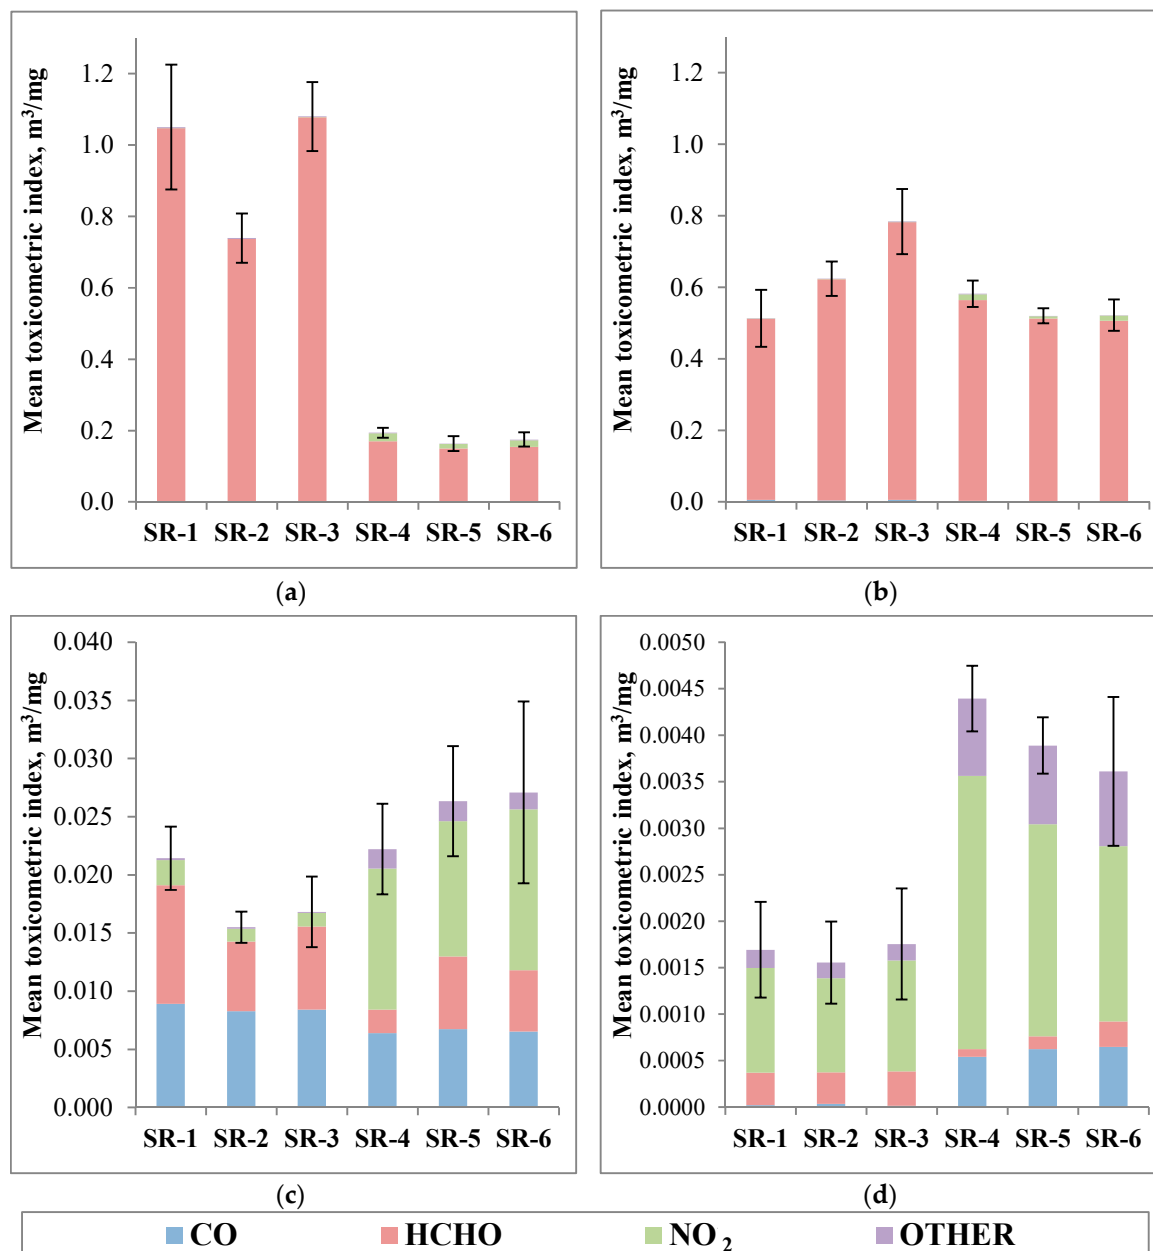 Mean toxicometric index, m³/mg
1.2
1.0
0.8
0.6
0.4
0.2
0.0
SR-1 SR-2 SR-3 SR-4 SR-5 SR-6
(a)
Mean toxicometric index, m³/mg
1.2
1.0
0.8
0.6
0.4
0.2
0.0
SR-1 SR-2 SR-3 SR-4 SR-5 SR-6
(b)
Mean toxicometric index, m³/mg
0.040
0.035
0.030
0.025
0.020
0.015
0.010
0.005
0.000
SR-1 SR-2 SR-3 SR-4 SR-5 SR-6
(c)
Mean toxicometric index, m³/mg
0.0050
0.0045
0.0040
0.0035
0.0030
0.0025
0.0020
0.0015
0.0010
0.0005
0.0000
SR-1 SR-2 SR-3 SR-4 SR-5 SR-6
(d)
CO HCHO NO₂ OTHER